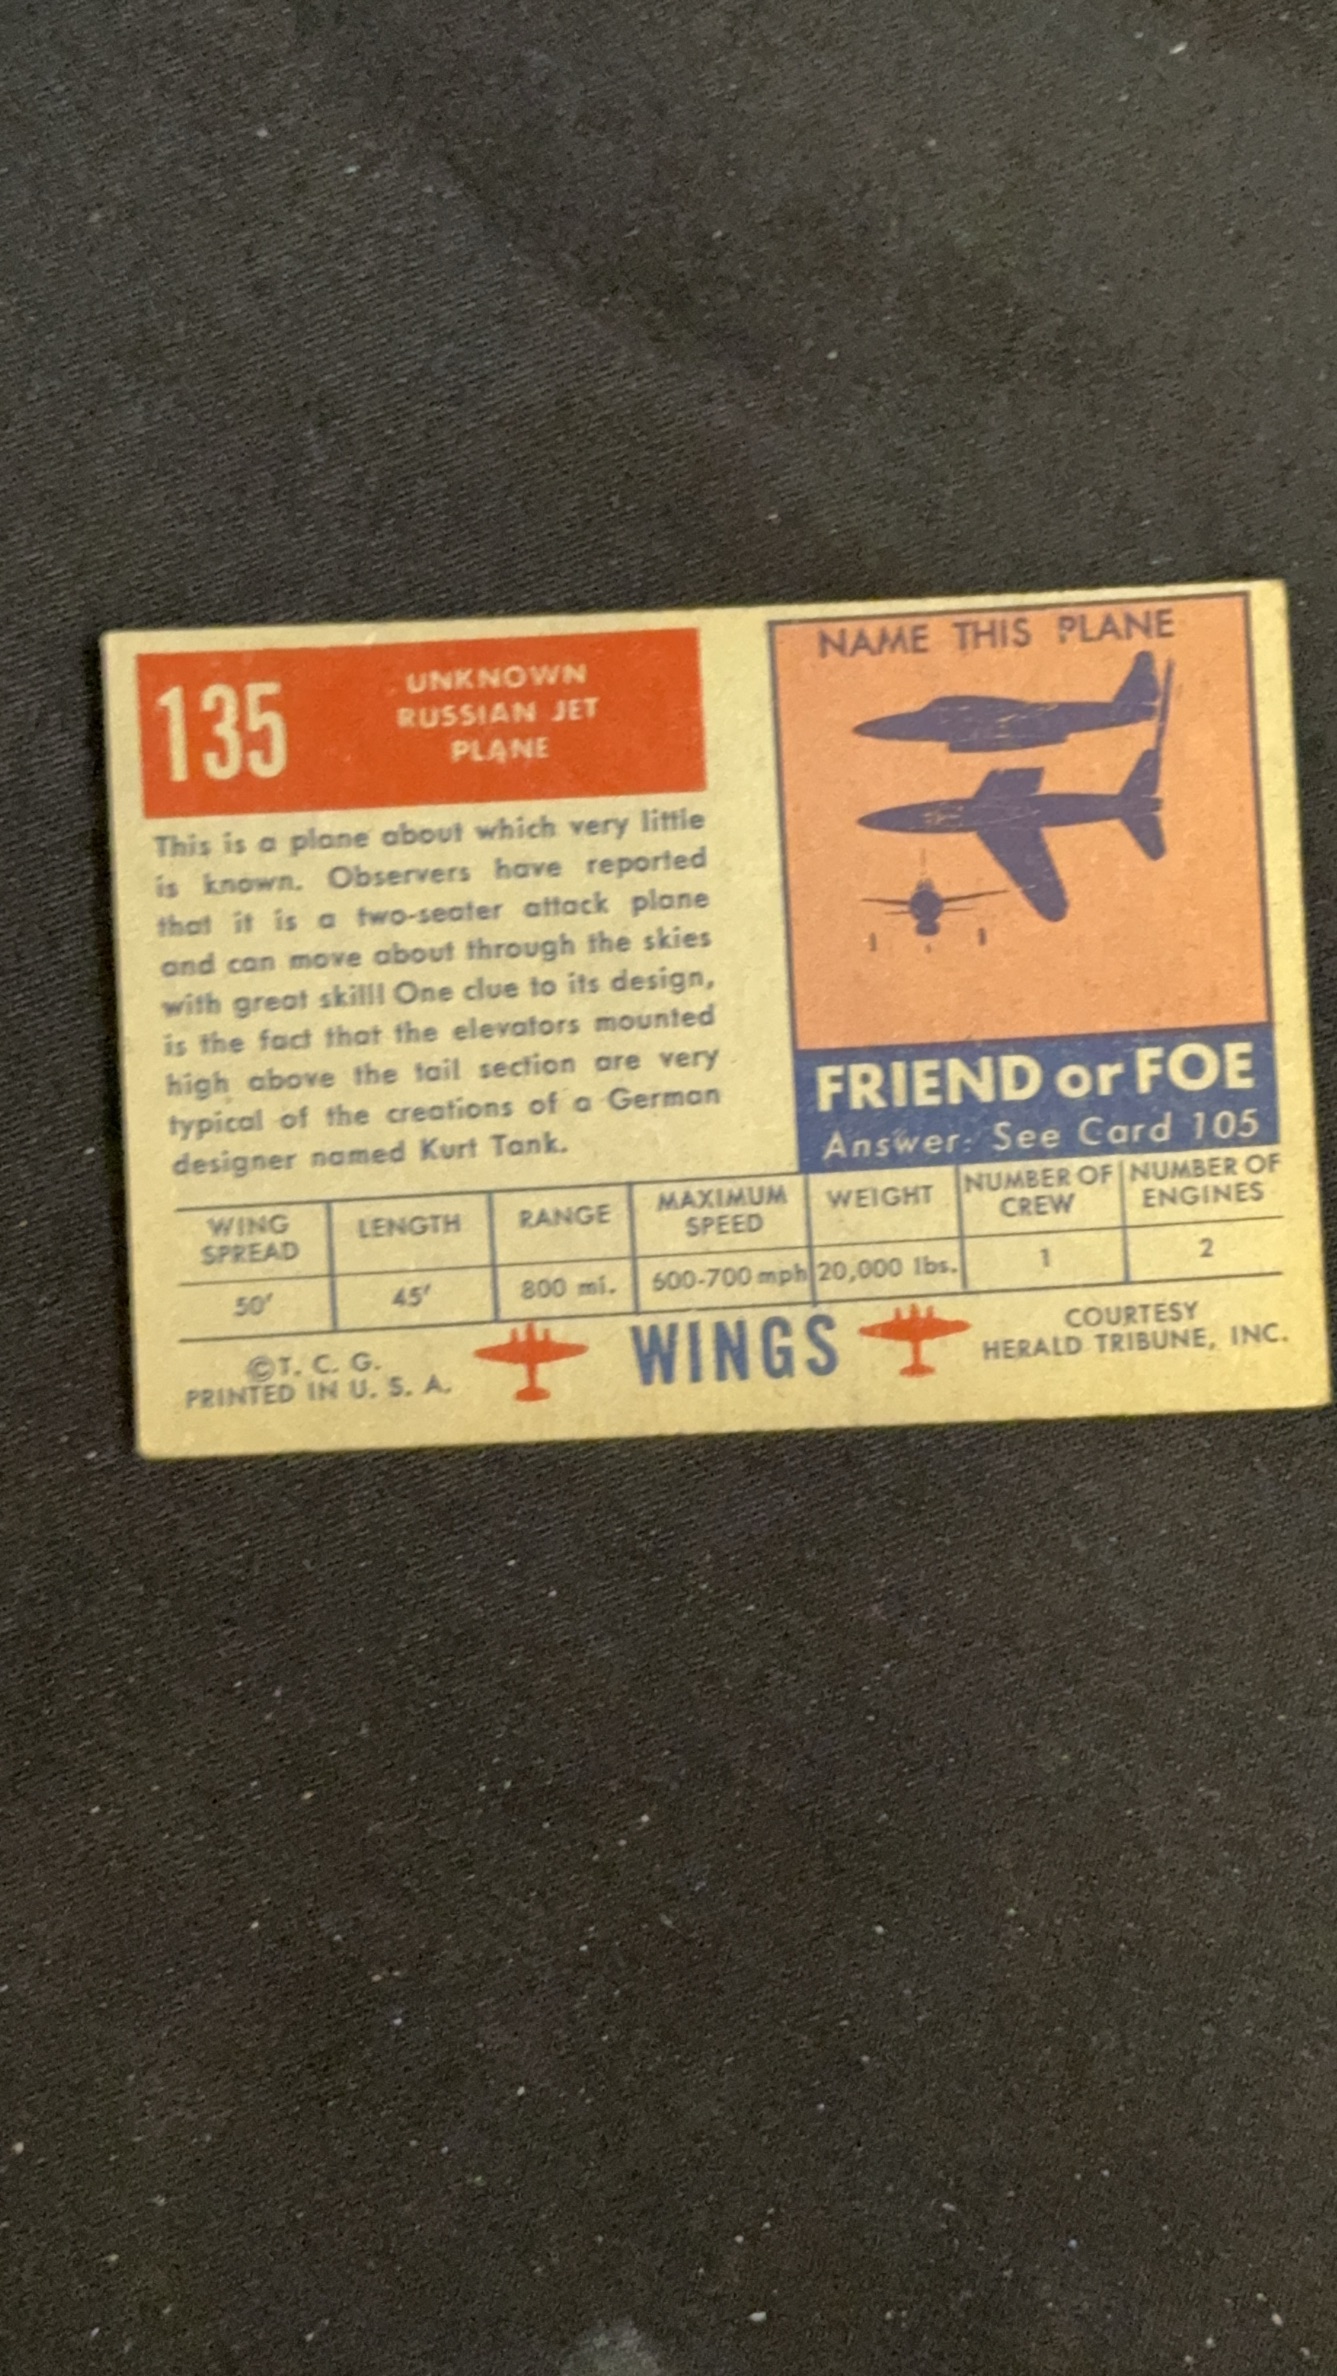 135
UNKNOWN
RUSSIAN JET
PLANE
This is a plane about which very little
is known. Observers have reported
that it is a two-seater attack plane
and can move about through the skies
with great skill! One clue to its design,
is the fact that the elevators mounted
high above the tail section are very
typical of the creations of a German
designer named Kurt Tank.
NAME THIS PLANE
FRIEND or FOE
Answer: See Card 105
WING SPREAD
LENGTH
RANGE
MAXIMUM SPEED
WEIGHT
NUMBER OF CREW
NUMBER OF ENGINES
50'
45'
800 mi.
600-700 mph
20,000 lbs.
1
2
©T. C. G.
PRINTED IN U. S. A.
WINGS
COURTESY
HERALD TRIBUNE, INC.